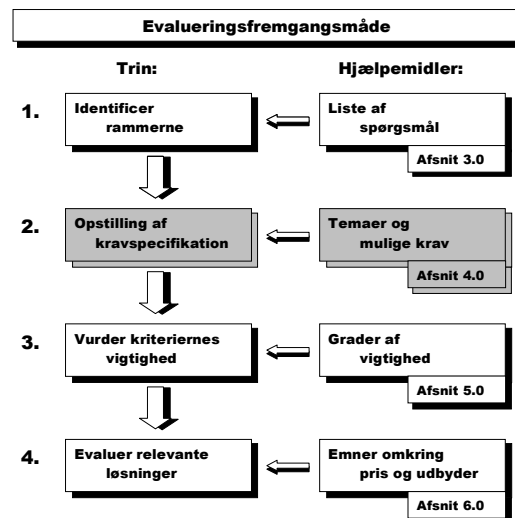 Evalueringsfremgangsmåde
Trin:
Hjælpemidler:
1.
Identificer
rammerne
Liste af
spørgsmål
Afsnit 3.0
2.
Opstilling af
kravspecifikation
Temaer og
mulige krav
Afsnit 4.0
3.
Vurder kriteriernes
vigtighed
Grader af
vigtighed
Afsnit 5.0
4.
Evaluer relevante
løsninger
Emner omkring
pris og udbyder
Afsnit 6.0